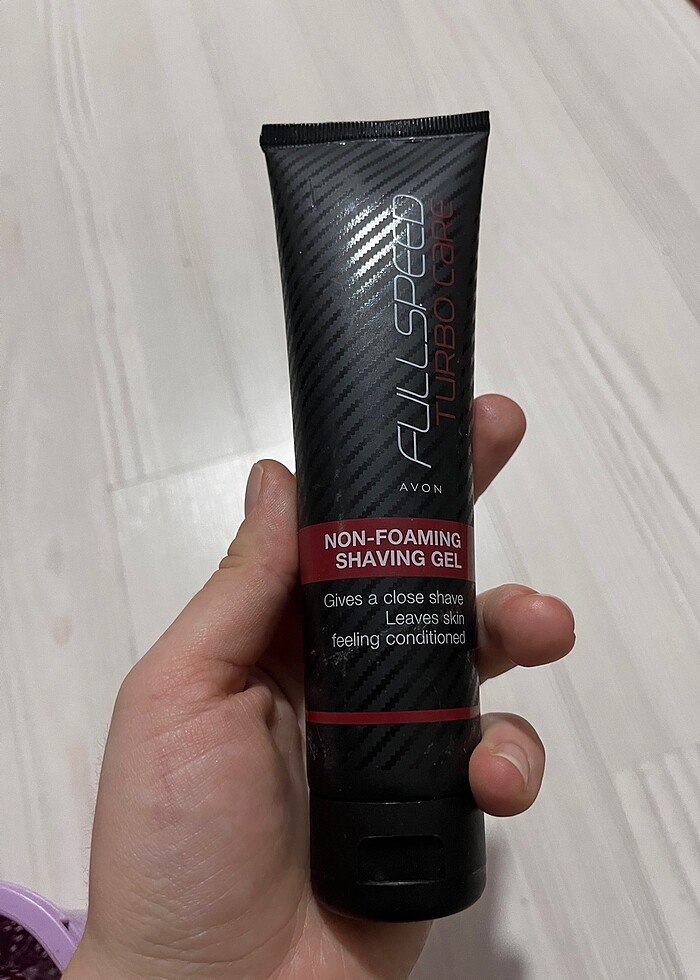 FULLSPEED
TURBO CARE
AVON
NON-FOAMING
SHAVING GEL
Gives a close shave
Leaves skin
feeling conditioned